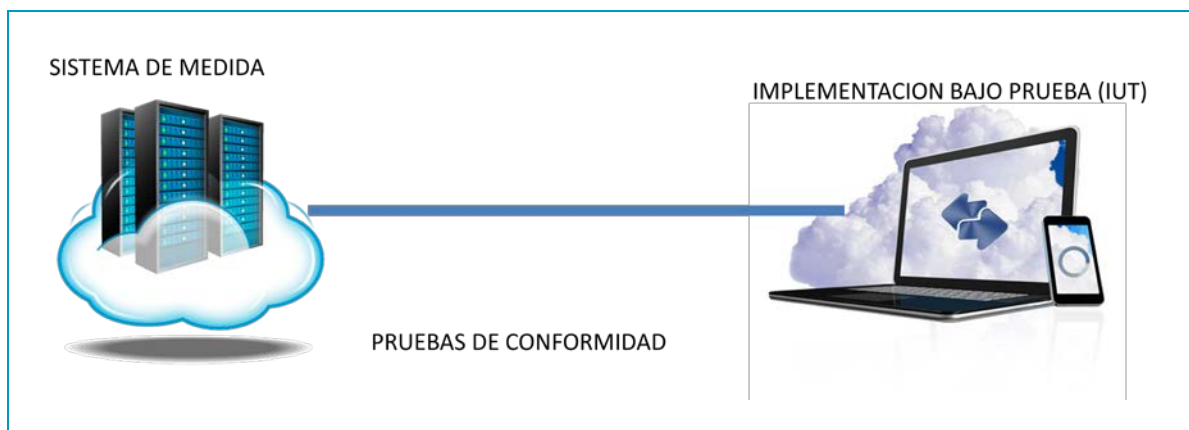 SISTEMA DE MEDIDA
IMPLEMENTACION BAJO PRUEBA (IUT)
PRUEBAS DE CONFORMIDAD